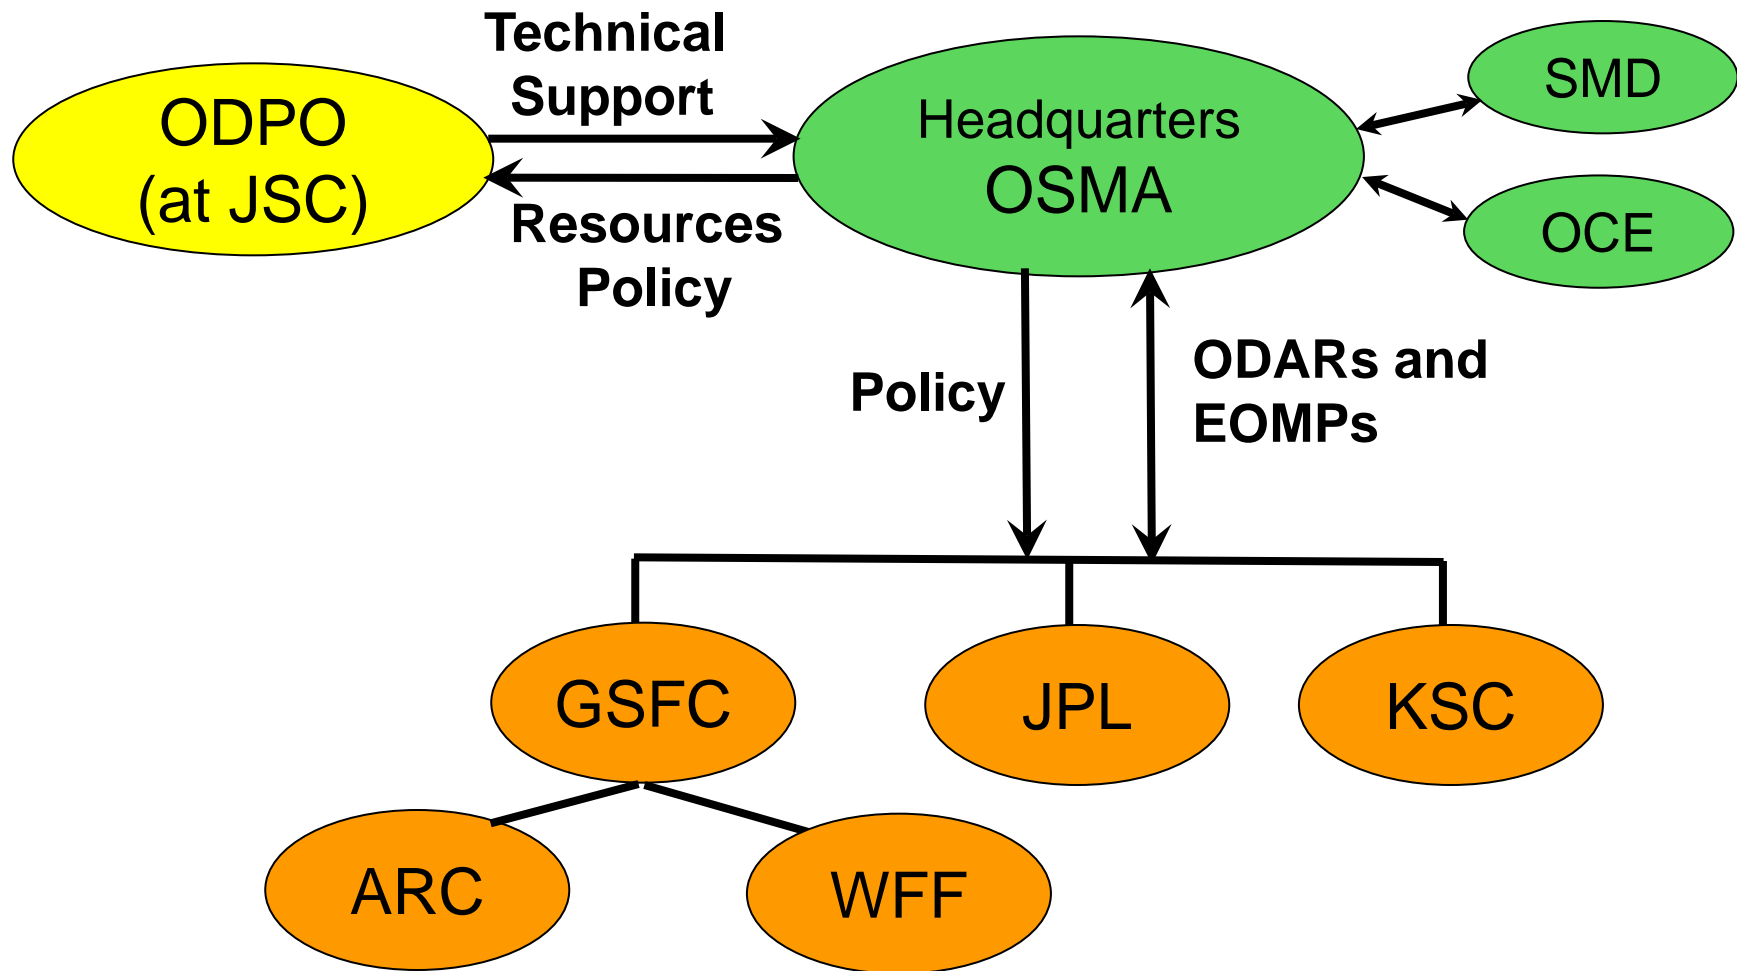 Technical
Support
ODPO
(at JSC)
Headquarters
OSMA
SMD
OCE
Resources
Policy
Policy
ODARs and
EOMPs
GSFC
JPL
KSC
ARC
WFF